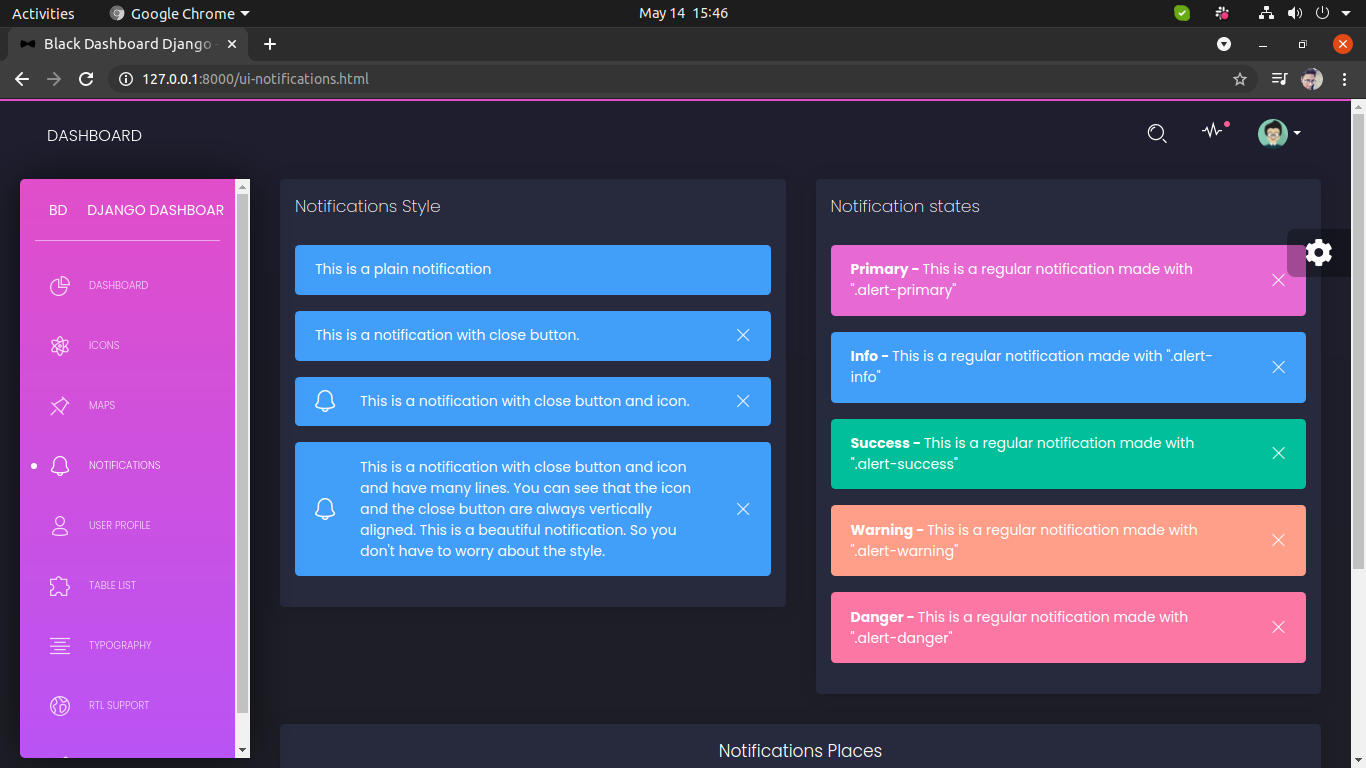 Activities
Google Chrome
May 14 15:46
Black Dashboard Django -
127.0.0.1:8000/ui-notifications.html
DASHBOARD
BD DJANGO DASHBOAR
DASHBOARD
ICONS
MAPS
NOTIFICATIONS
USER PROFILE
TABLE LIST
TYPOGRAPHY
RTL SUPPORT
Notifications Style
This is a plain notification
This is a notification with close button.
This is a notification with close button and icon.
This is a notification with close button and icon
and have many lines. You can see that the icon
and the close button are always vertically
aligned. This is a beautiful notification. So you
don't have to worry about the style.
Notification states
Primary - This is a regular notification made with
".alert-primary"
Info - This is a regular notification made with ".alert-
info"
Success - This is a regular notification made with
".alert-success"
Warning - This is a regular notification made with
".alert-warning"
Danger - This is a regular notification made with
".alert-danger"
Notifications Places